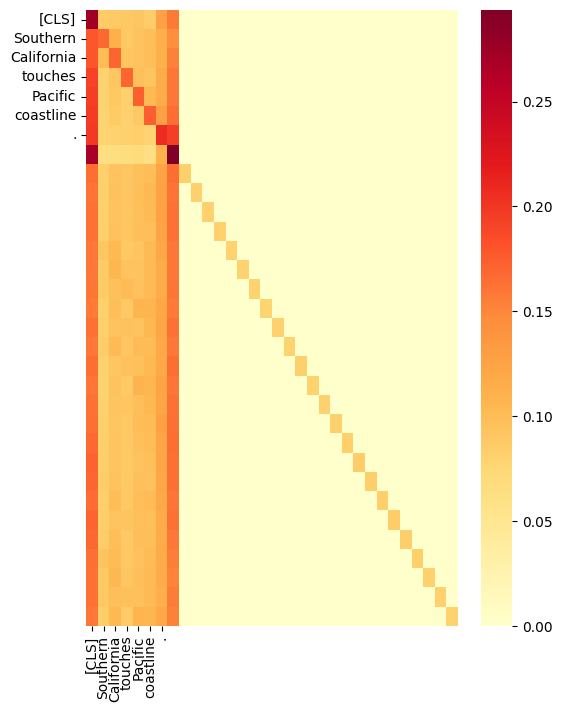 [CLS]
Southern
California
touches
Pacific
coastline
.
0.25
0.20
0.15
0.10
0.05
0.00
[CLS]
Southern
California
touches
Pacific
coastline
.